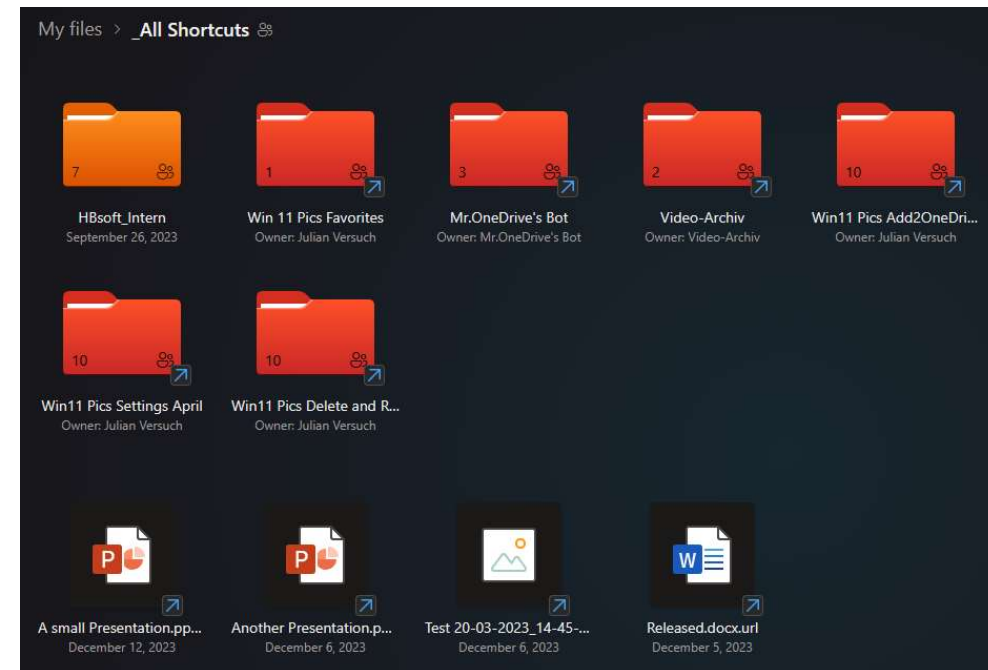 My files > _All Shortcuts
7
1
3
2
10
HBsoft_Intern
Win 11 Pics Favorites
Mr.OneDrive's Bot
Video-Archiv
Win11 Pics Add2OneDri...
September 26, 2023
Owner: Julian Versuch
Owner: Mr.OneDrive's Bot
Owner: Video-Archiv
Owner: Julian Versuch
10
10
Win11 Pics Settings April
Win11 Pics Delete and R...
Owner: Julian Versuch
Owner: Julian Versuch
P
P
W
A small Presentation.pp...
Another Presentation.p...
Test 20-03-2023_14-45-...
Released.docx.url
December 12, 2023
December 6, 2023
December 6, 2023
December 5, 2023